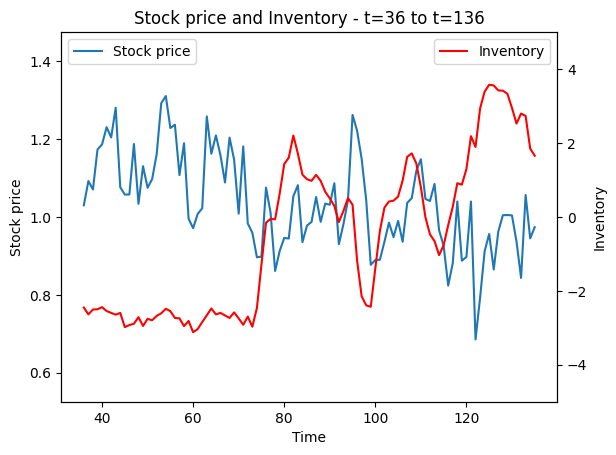 Stock price and Inventory - t=36 to t=136
Stock price
Inventory
1.4
1.2
1.0
0.8
0.6
4
2
0
−2
−4
Stock price
Inventory
40
60
80
100
120
Time